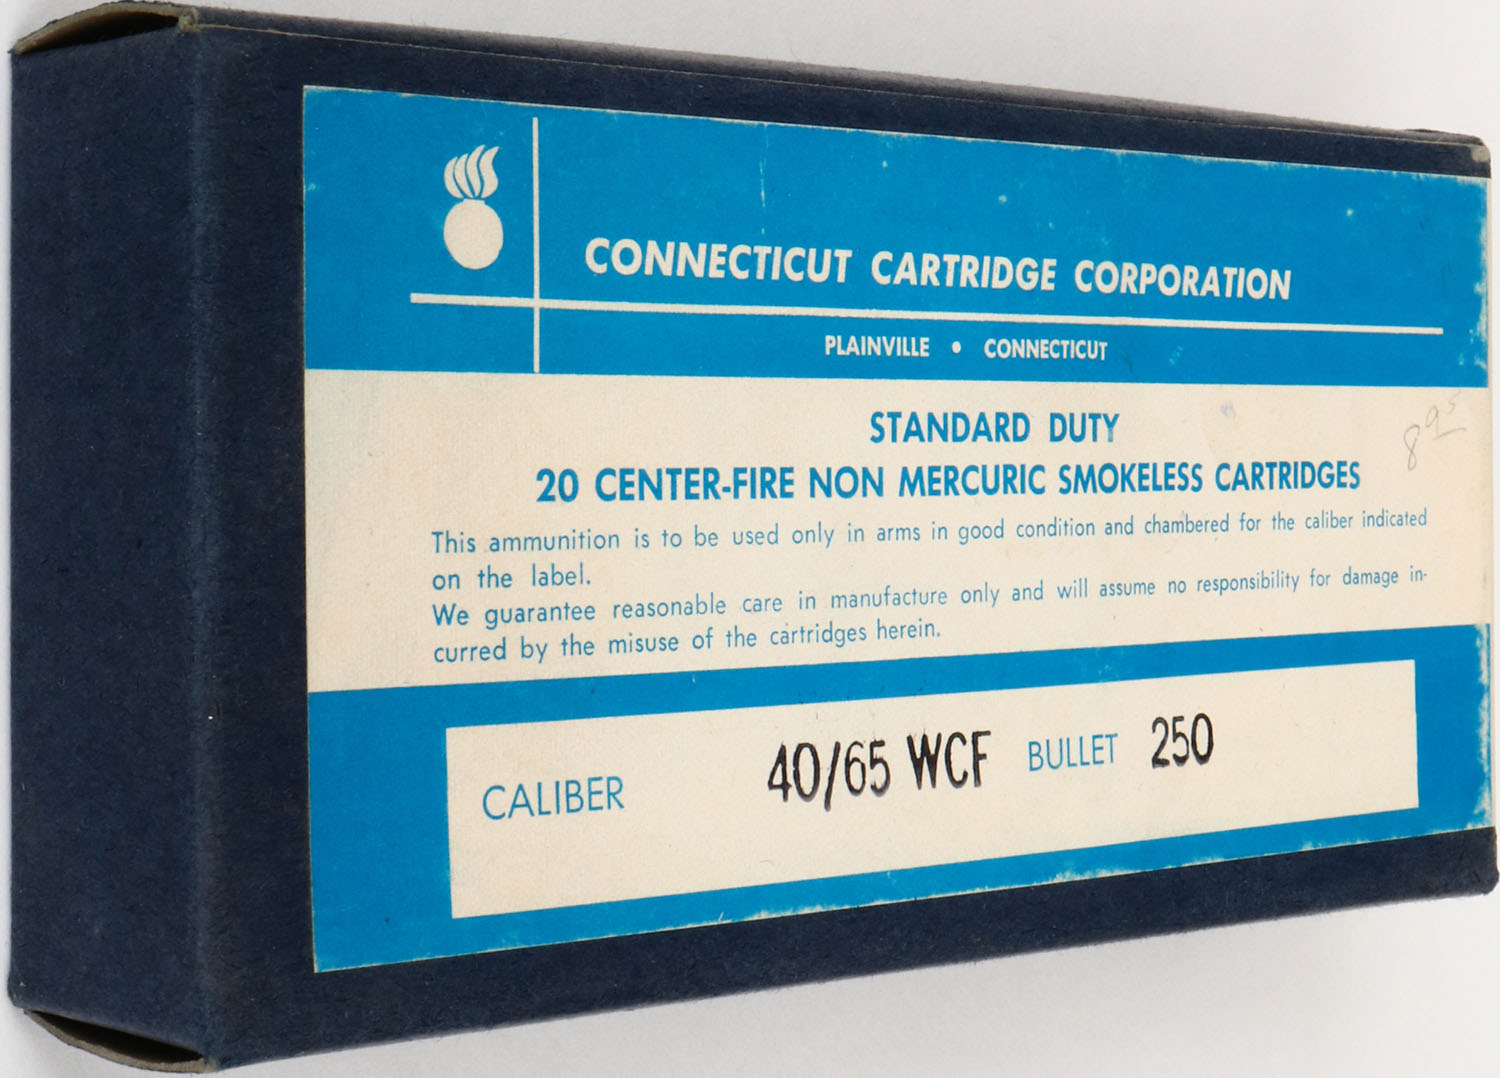 CONNECTICUT CARTRIDGE CORPORATION
PLAINVILLE • CONNECTICUT
STANDARD DUTY
8 95
20 CENTER-FIRE NON MERCURIC SMOKELESS CARTRIDGES
This ammunition is to be used only in arms in good condition and chambered for the caliber indicated
on the label.
We guarantee reasonable care in manufacture only and will assume no responsibility for damage in-
curred by the misuse of the cartridges herein.
CALIBER 40/65 WCF BULLET 250